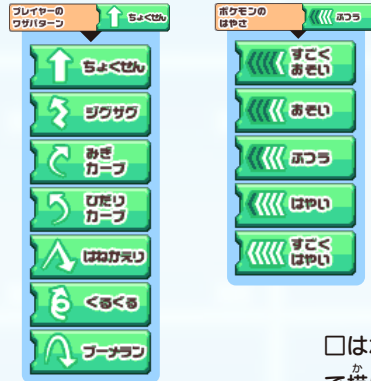 プレイヤーの
ワザパターン
ちょくせん
ちょくせん
ジグザグ
みぎ
カーブ
ひだり
カーブ
はねかえり
くるくる
ブーメラン
ポケモンの
はやさ
ふつう
すごく
おそい
おそい
ふつう
はやい
すごく
はやい
□は
か